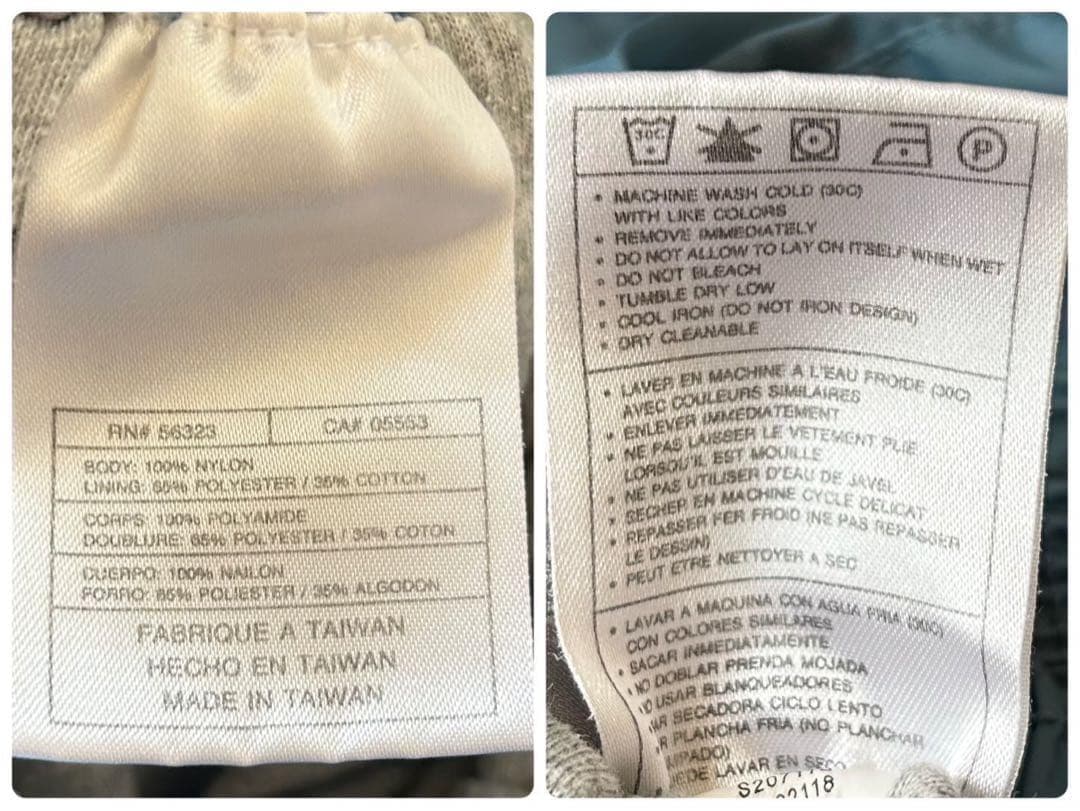 RN# 56323
CA# 05553
BODY: 100% NYLON
LINING: 65% POLYESTER / 35% COTTON
CORPS: 100% POLYAMIDE
DOUBLURE: 65% POLYESTER / 35% COTON
CUERPO: 100% NAILON
FORRO: 65% POLIESTER / 35% ALGODON
FABRIQUE A TAIWAN
HECHO EN TAIWAN
MADE IN TAIWAN
30C
P
• MACHINE WASH COLD (30C)
WITH LIKE COLORS
• REMOVE IMMEDIATELY
• DO NOT ALLOW TO LAY ON ITSELF WHEN WET
• DO NOT BLEACH
• TUMBLE DRY LOW
• COOL IRON (DO NOT IRON DESIGN)
• DRY CLEANABLE
• LAVER EN MACHINE A L'EAU FROIDE (30C)
AVEC COULEURS SIMILAIRES
• ENLEVER IMMEDIATEMENT
• NE PAS LAISSER LE VETEMENT PLIE
LORSQU'IL EST MOUILLE
• NE PAS UTILISER D'EAU DE JAVEL
• SECHER EN MACHINE CYCLE DELICAT
• REPASSER FER FROID (NE PAS REPASSER
LE DESSIN)
• PEUT ETRE NETTOYER A SEC
• LAVAR A MAQUINA CON AGUA FRIA (30C)
CON COLORES SIMILARES
• SACAR INMEDIATAMENTE
• NO DOBLAR PRENDA MOJADA
USAR BLANQUEADORES
SECADORA CICLO LENTO
PLANCHA FRIA (NO PLANCHAR
LAVAR EN SECO
02118